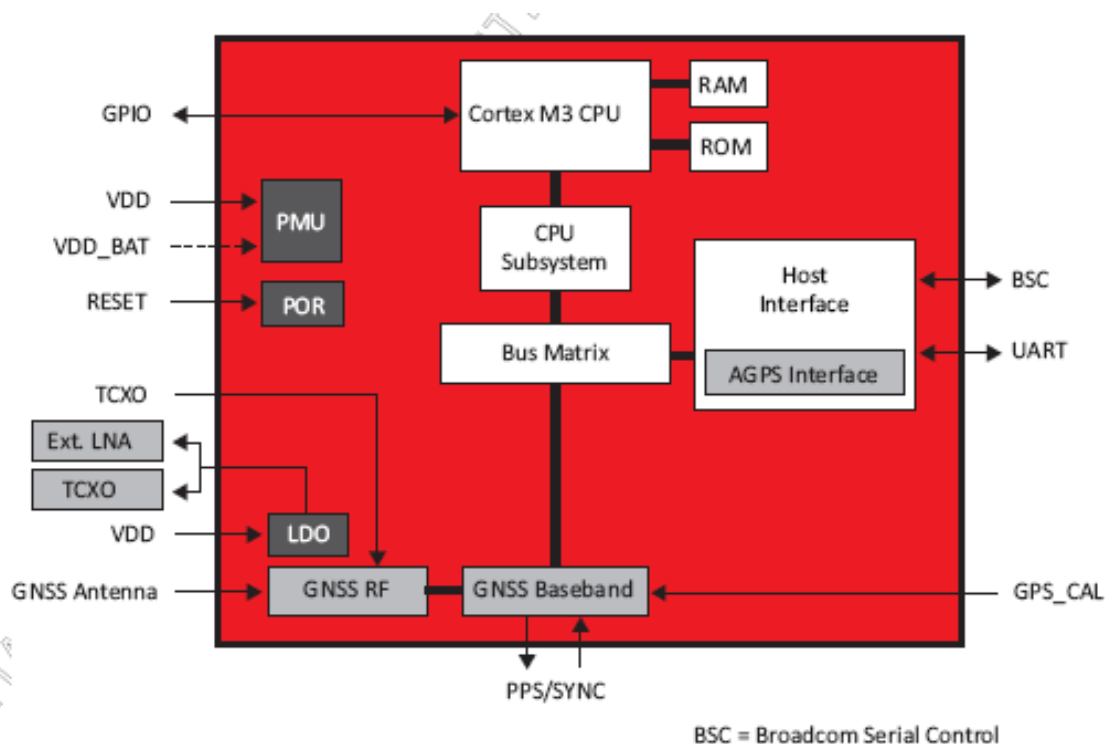 GPIO
Cortex M3 CPU
RAM
ROM
VDD
VDD_BAT
PMU
CPU
Subsystem
RESET
POR
Host
Interface
BSC
UART
Bus Matrix
AGPS Interface
TCXO
Ext. LNA
TCXO
VDD
LDO
GNSS Antenna
GNSS RF
GNSS Baseband
GPS_CAL
PPS/SYNC
BSC = Broadcom Serial Control